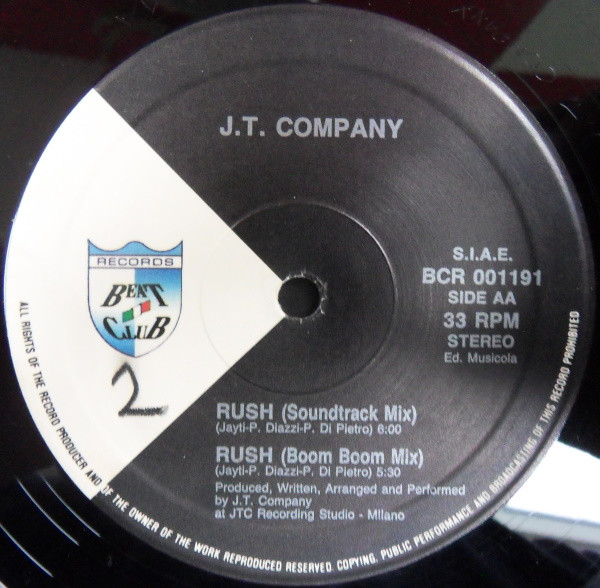 J.T. COMPANY
RECORDS
BEAT
CLUB
2
S.I.A.E.
BCR 001191
SIDE AA
33 RPM
STEREO
Ed. Musicola
RUSH (Soundtrack Mix)
(Jayti-P. Diazzi-P. Di Pietro) 6:00
RUSH (Boom Boom Mix)
(Jayti-P. Diazzi-P. Di Pietro) 5:30
Produced, Written, Arranged and Performed
by J.T. Company
at JTC Recording Studio - Milano
ALL RIGHTS OF THE RECORD PRODUCER AND OF THE OWNER OF THE WORK REPRODUCED RESERVED. COPYING, PUBLIC PERFORMANCE AND BROADCASTING OF THIS RECORD PROHIBITED